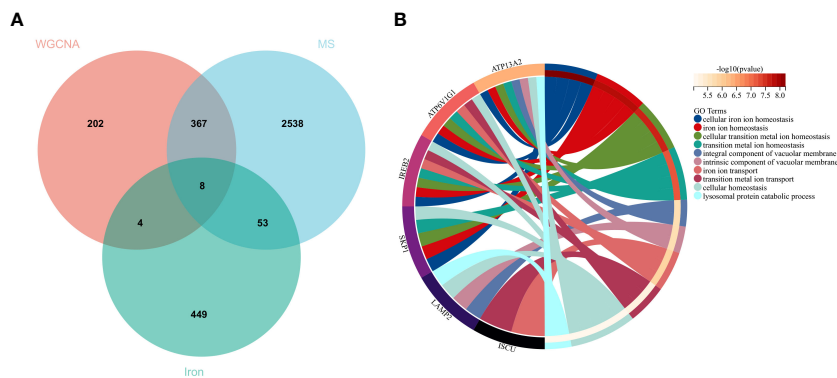 A
WGCNA
MS
202
367
2538
8
4
53
449
Iron
B
ATP13A2
ATP6V1G1
IREB2
SKP1
LAMP2
ISCU
-log10(pvalue)
5.5 6.0 6.5 7.0 7.5 8.0
GO Terms
cellular iron ion homeostasis
iron ion homeostasis
cellular transition metal ion homeostasis
transition metal ion homeostasis
integral component of vacuolar membrane
intrinsic component of vacuolar membrane
iron ion transport
transition metal ion transport
cellular homeostasis
lysosomal protein catabolic process